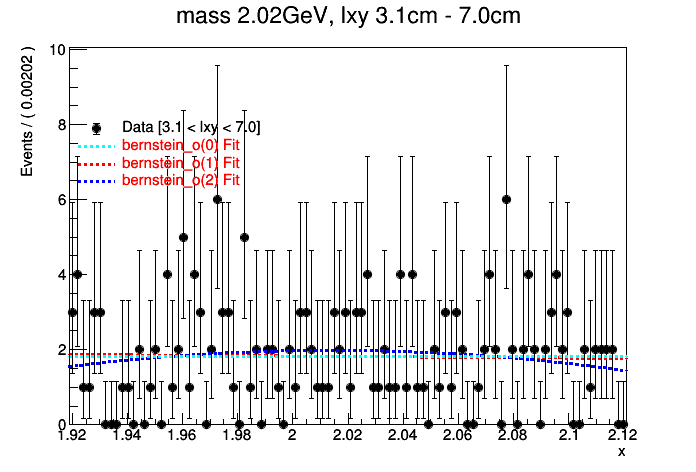 mass 2.02GeV, lxy 3.1cm - 7.0cm
Events / ( 0.00202 )
10
8
6
4
2
0
Data [3.1 < lxy < 7.0]
bernstein_o(0) Fit
bernstein_o(1) Fit
bernstein_o(2) Fit
1.92 1.94 1.96 1.98 2 2.02 2.04 2.06 2.08 2.1 2.12
x